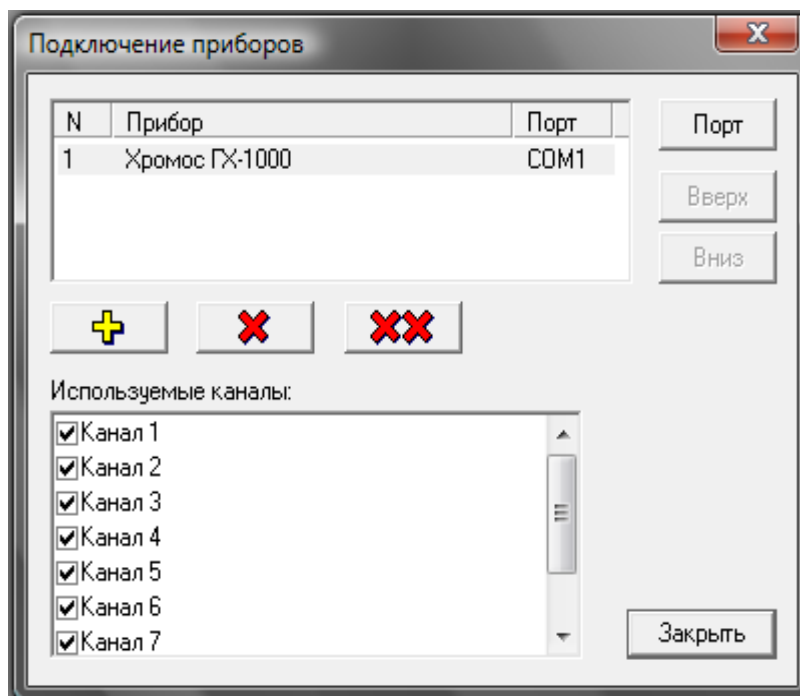 Подключение приборов
N Прибор Порт
1 Хромос ГХ-1000 COM1
Порт
Вверх
Вниз
Используемые каналы:
Канал 1
Канал 2
Канал 3
Канал 4
Канал 5
Канал 6
Канал 7
Закрыть